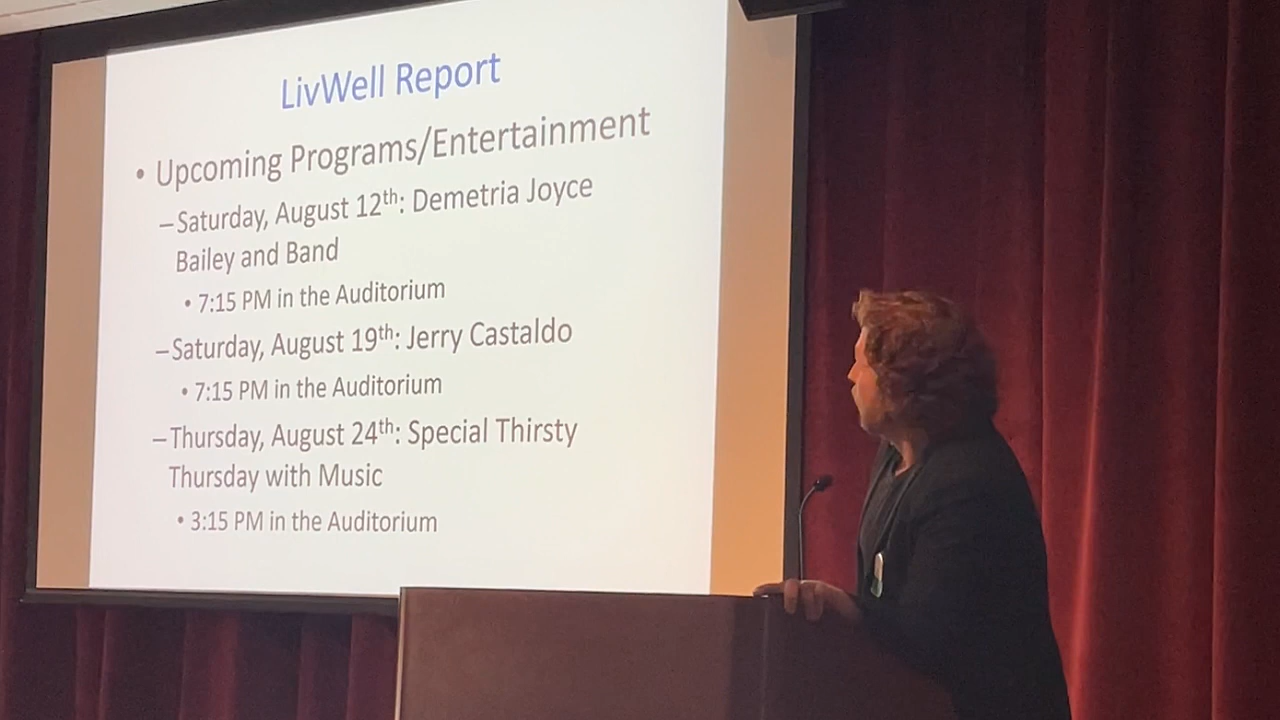 LivWell Report
• Upcoming Programs/Entertainment
–Saturday, August 12th: Demetria Joyce
Bailey and Band
• 7:15 PM in the Auditorium
–Saturday, August 19th: Jerry Castaldo
• 7:15 PM in the Auditorium
–Thursday, August 24th: Special Thirsty
Thursday with Music
• 3:15 PM in the Auditorium